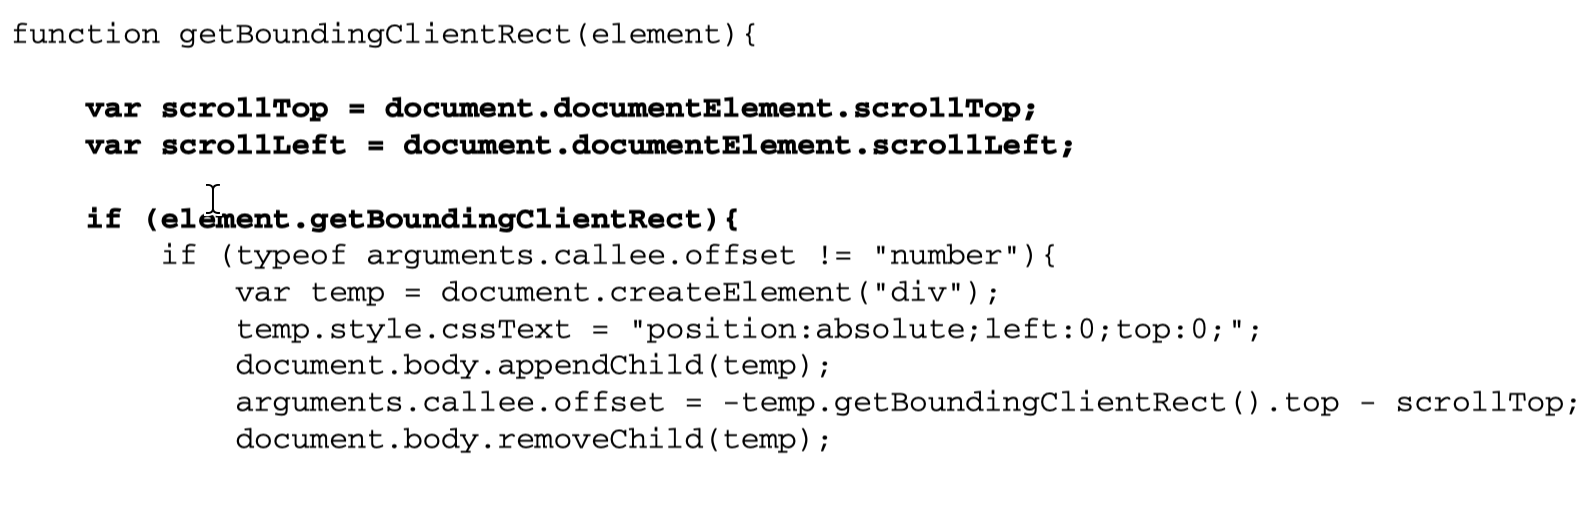 function getBoundingClientRect(element){
var scrollTop = document.documentElement.scrollTop;
var scrollLeft = document.documentElement.scrollLeft;
if (element.getBoundingClientRect){
if (typeof arguments.callee.offset != "number"){
var temp = document.createElement("div");
temp.style.cssText = "position:absolute;left:0;top:0;";
document.body.appendChild(temp);
arguments.callee.offset = -temp.getBoundingClientRect().top - scrollTop;
document.body.removeChild(temp);